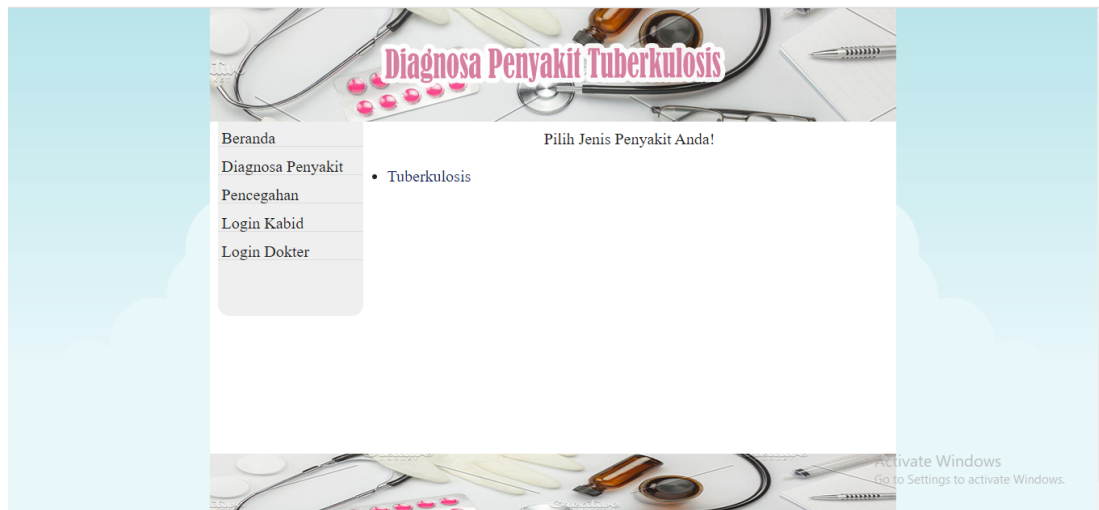 Diagnosa Penyakit Tuberkulosis
Beranda
Diagnosa Penyakit
Pencegahan
Login Kabid
Login Dokter
Pilih Jenis Penyakit Anda!
Tuberkulosis
Activate Windows
Go to Settings to activate Windows.
Creative